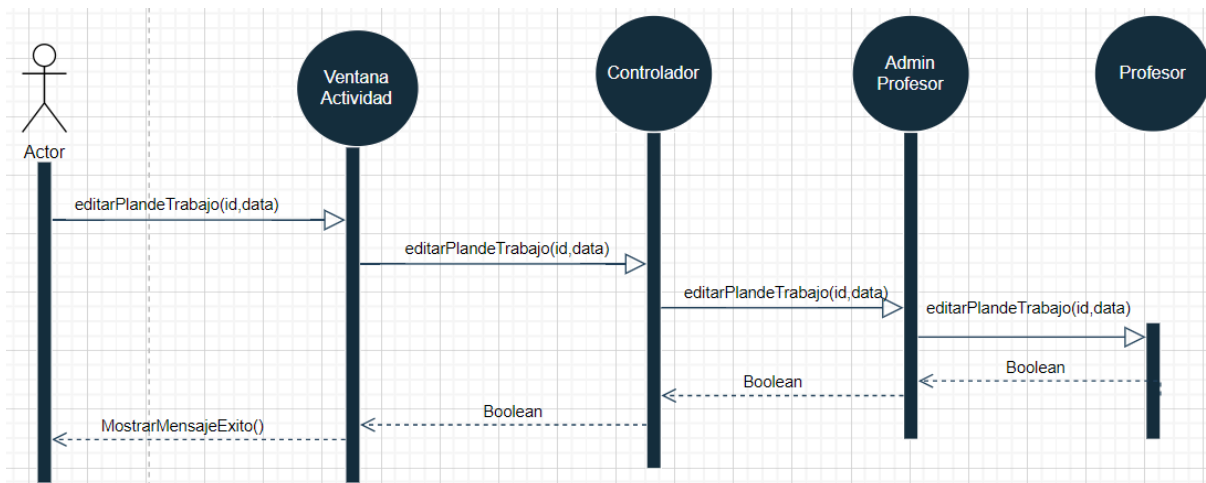 Ventana
Actividad
Controlador
Admin
Profesor
Profesor
Actor
editarPlandeTrabajo(id,data)
editarPlandeTrabajo(id,data)
editarPlandeTrabajo(id,data)
editarPlandeTrabajo(id,data)
Boolean
Boolean
Boolean
MostrarMensajeExito()